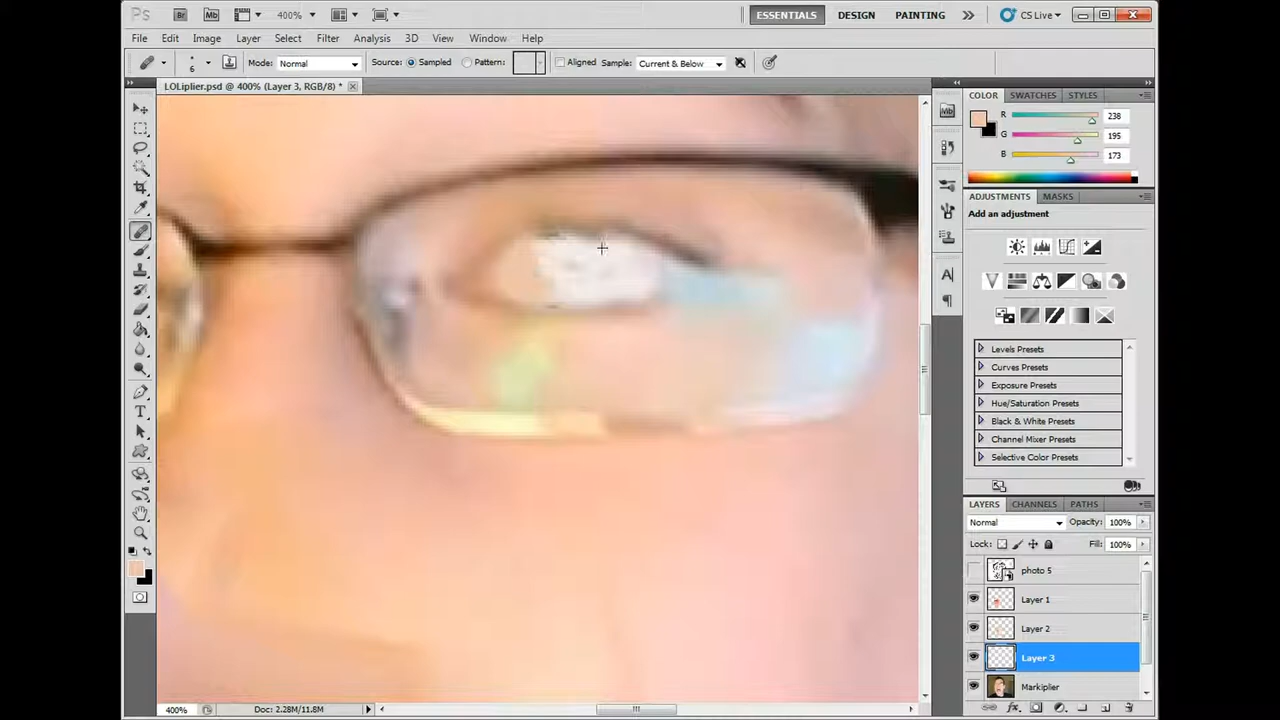 Ps Br Mb 400% ESSENTIALS DESIGN PAINTING CS Live
File Edit Image Layer Select Filter Analysis 3D View Window Help
6 Mode: Normal Source: Sampled Pattern: Aligned Sample: Current & Below
LOLiplier.psd @ 400% (Layer 3, RGB/8) *
COLOR SWATCHES STYLES
R 238
G 195
B 173
ADJUSTMENTS MASKS
Add an adjustment
Levels Presets
Curves Presets
Exposure Presets
Hue/Saturation Presets
Black & White Presets
Channel Mixer Presets
Selective Color Presets
LAYERS CHANNELS PATHS
Normal Opacity: 100%
Lock: Fill: 100%
photo 5
Layer 1
Layer 2
Layer 3
Markiplier
400% Doc: 2.28M/11.8M